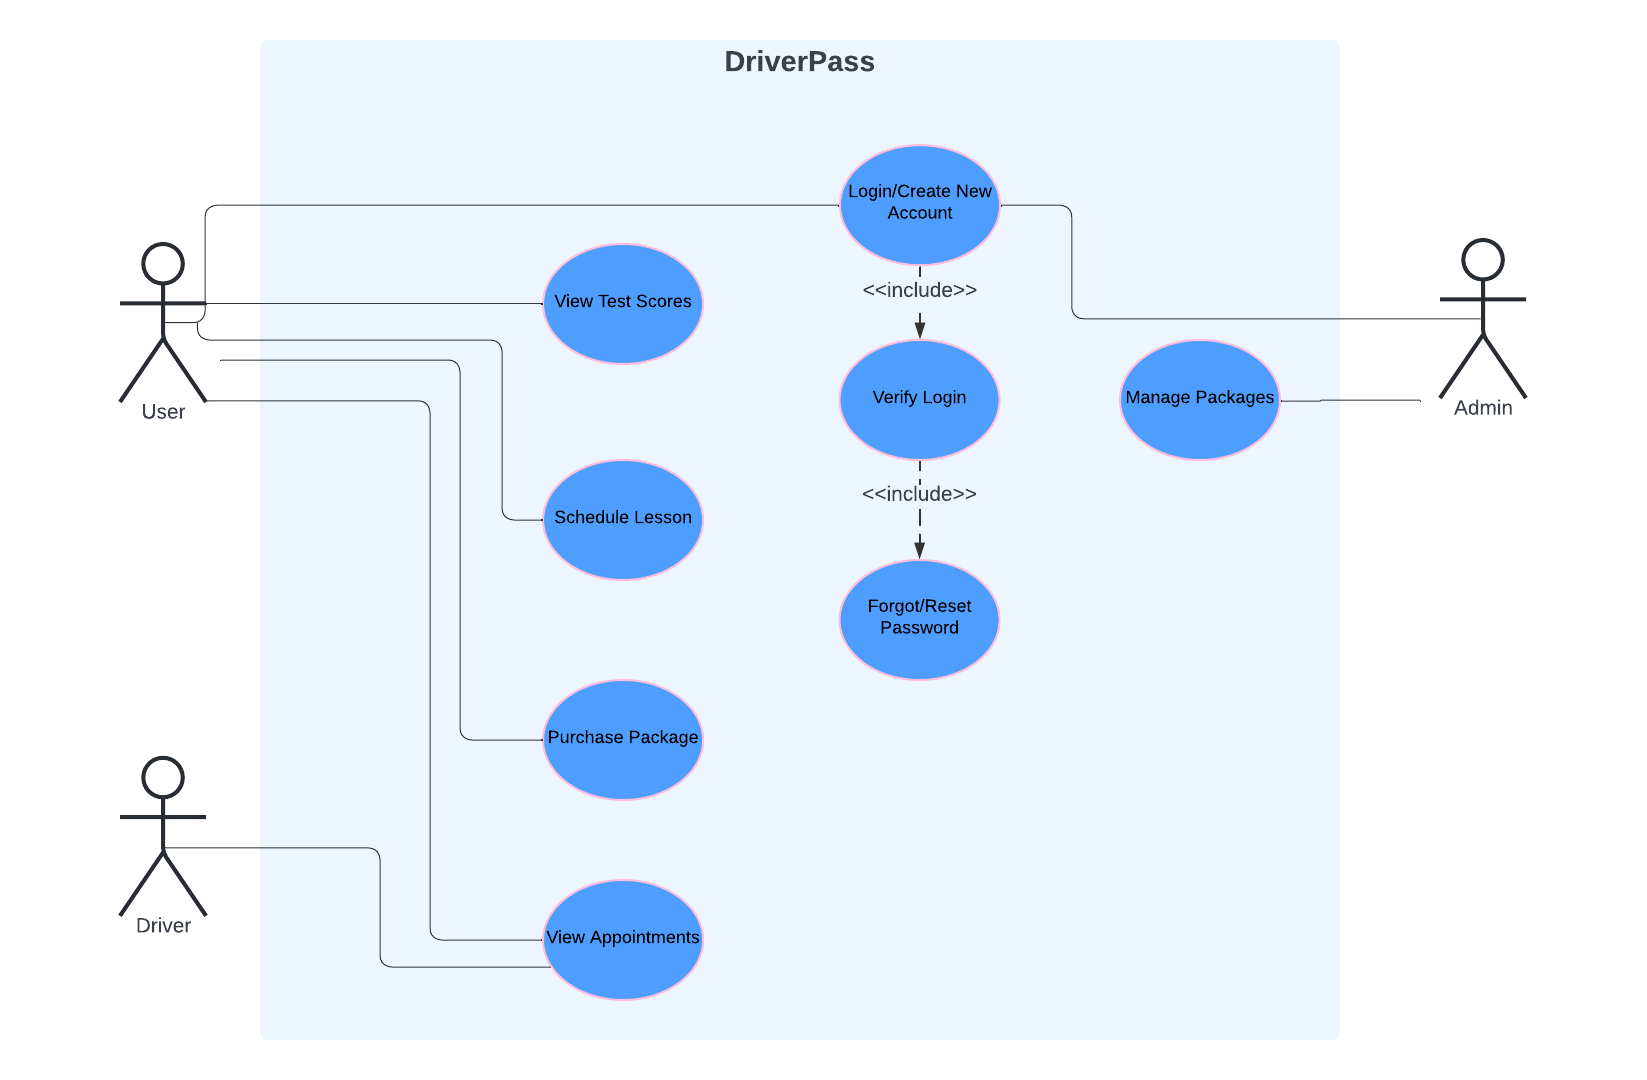 DriverPass
Login/Create New
Account
<<include>>
View Test Scores
Verify Login
Manage Packages
User
Admin
<<include>>
Schedule Lesson
Forgot/Reset
Password
Purchase Package
Driver
View Appointments